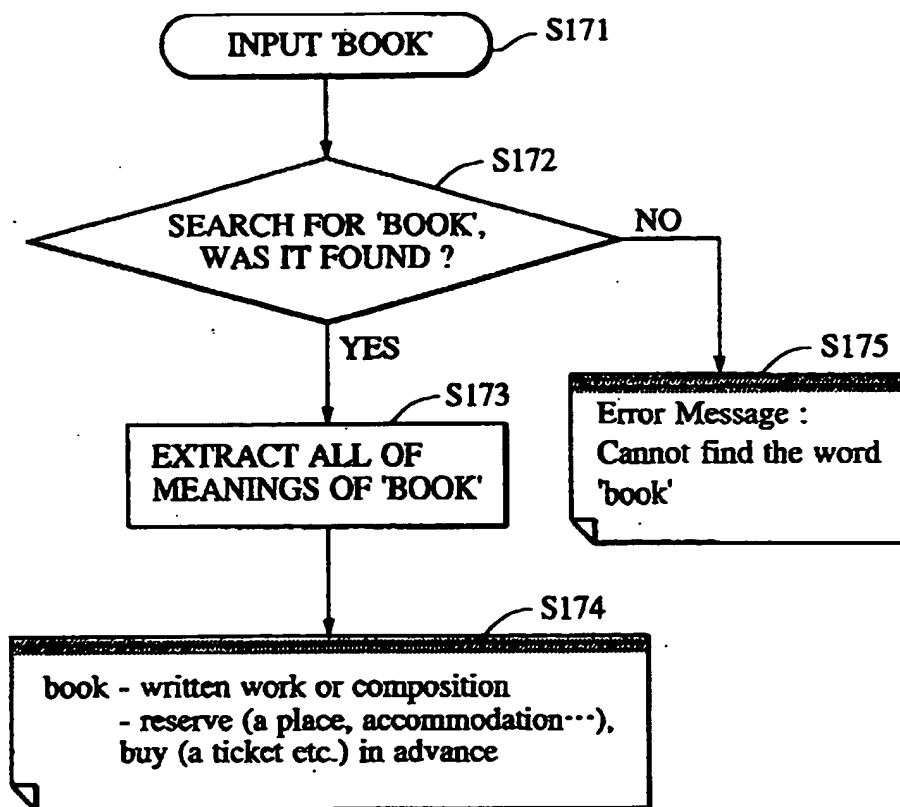 INPUT 'BOOK'
S171
S172
SEARCH FOR 'BOOK',
WAS IT FOUND ?
NO
YES
S175
Error Message :
Cannot find the word
'book'
S173
EXTRACT ALL OF
MEANINGS OF 'BOOK'
S174
book - written work or composition
- reserve (a place, accommodation···),
buy (a ticket etc.) in advance